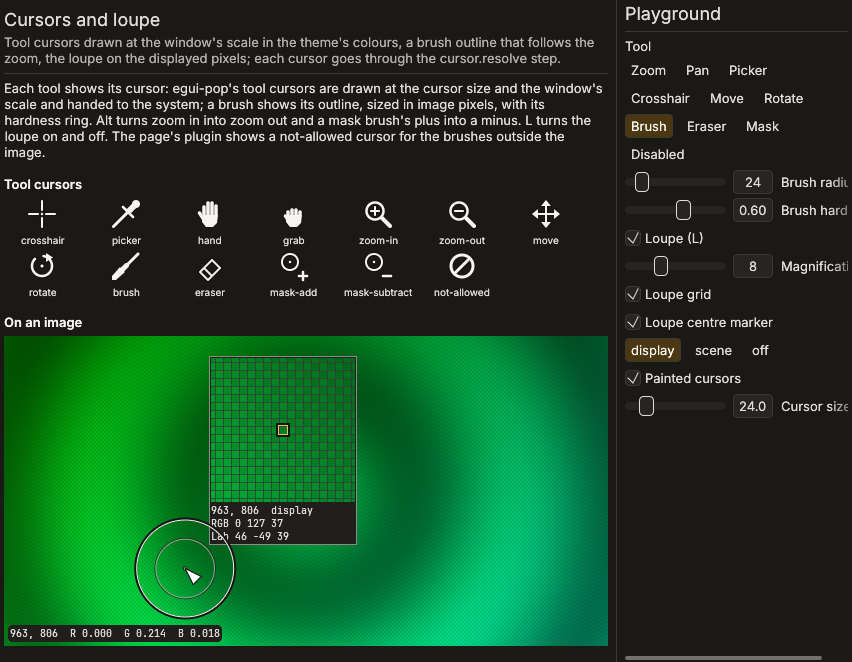 Cursors and loupe
Tool cursors drawn at the window's scale in the theme's colours, a brush outline that follows the
zoom, the loupe on the displayed pixels; each cursor goes through the cursor.resolve step.
Each tool shows its cursor: egui-pop's tool cursors are drawn at the cursor size and the window's
scale and handed to the system; a brush shows its outline, sized in image pixels, with its
hardness ring. Alt turns zoom in into zoom out and a mask brush's plus into a minus. L turns the
loupe on and off. The page's plugin shows a not-allowed cursor for the brushes outside the
image.
Tool cursors
crosshair picker hand grab zoom-in zoom-out move
rotate brush eraser mask-add mask-subtract not-allowed
On an image
963, 806 display
RGB 0 127 37
Lab 46 -49 39
963, 806 R 0.000 G 0.214 B 0.018
Playground
Tool
Zoom Pan Picker
Crosshair Move Rotate
Brush Eraser Mask
Disabled
24 Brush
0.60 Brush hard
Loupe (L)
8
Loupe grid
Loupe centre marker
display scene off
Painted cursors
24.0 Cursor size